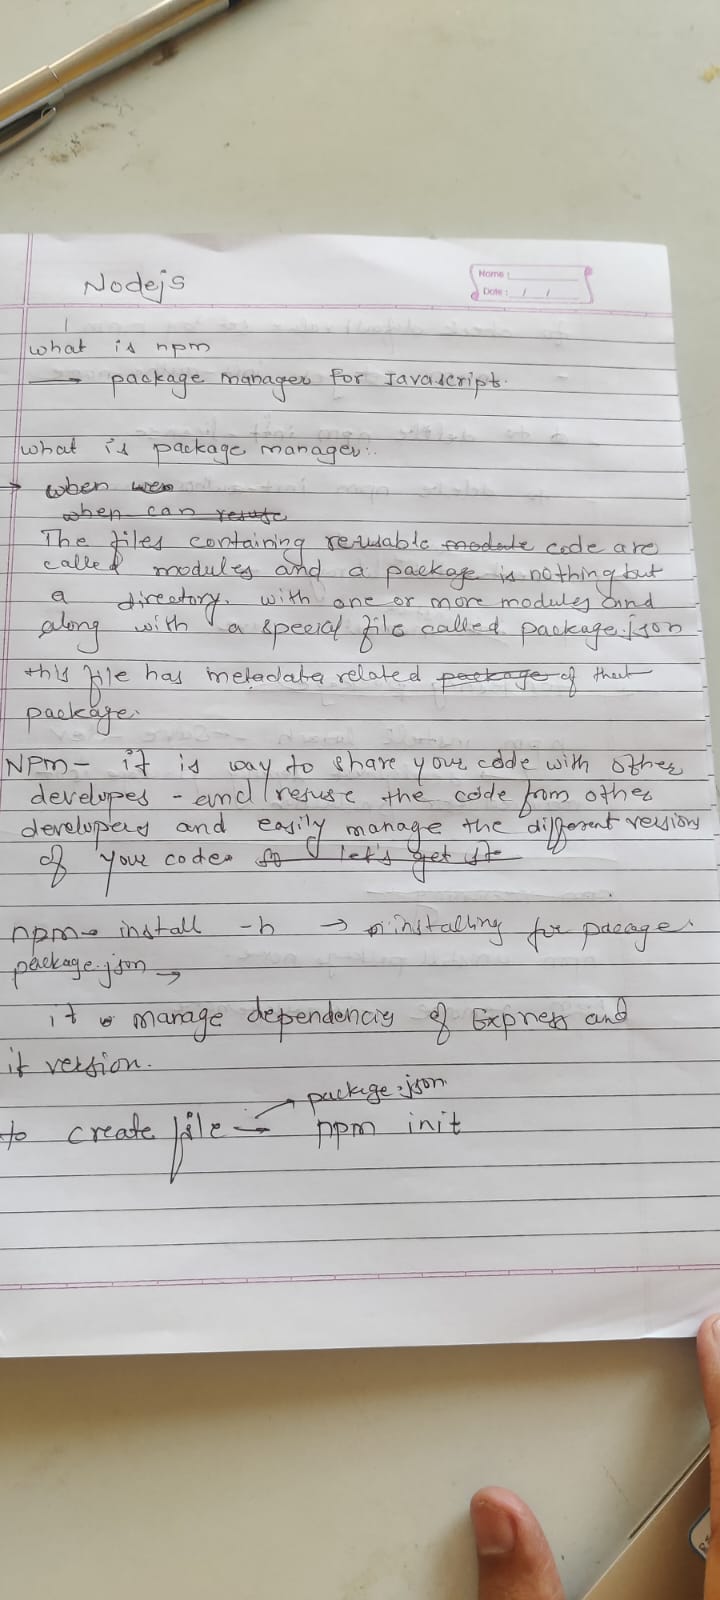 Nodejs
Name :
Date : / /
what is npm
→ package manager for Javascript.
what is package manager:.
→ when wen
when can resuse
The files containing reusable module code are
called modules and a package is nothing but
a directory. with one or more modules and
along with a special file called package.json
this file has metadata related package of that
package.
NPM- it is way to share your code with other
developes - and resuse the code from other
developers and easily manage the different versions
of your code. so let's get st
npm install -h → installing for pacage.
package.json →
it manage dependencis of Express and
it version.
package.json
to create file → npm init